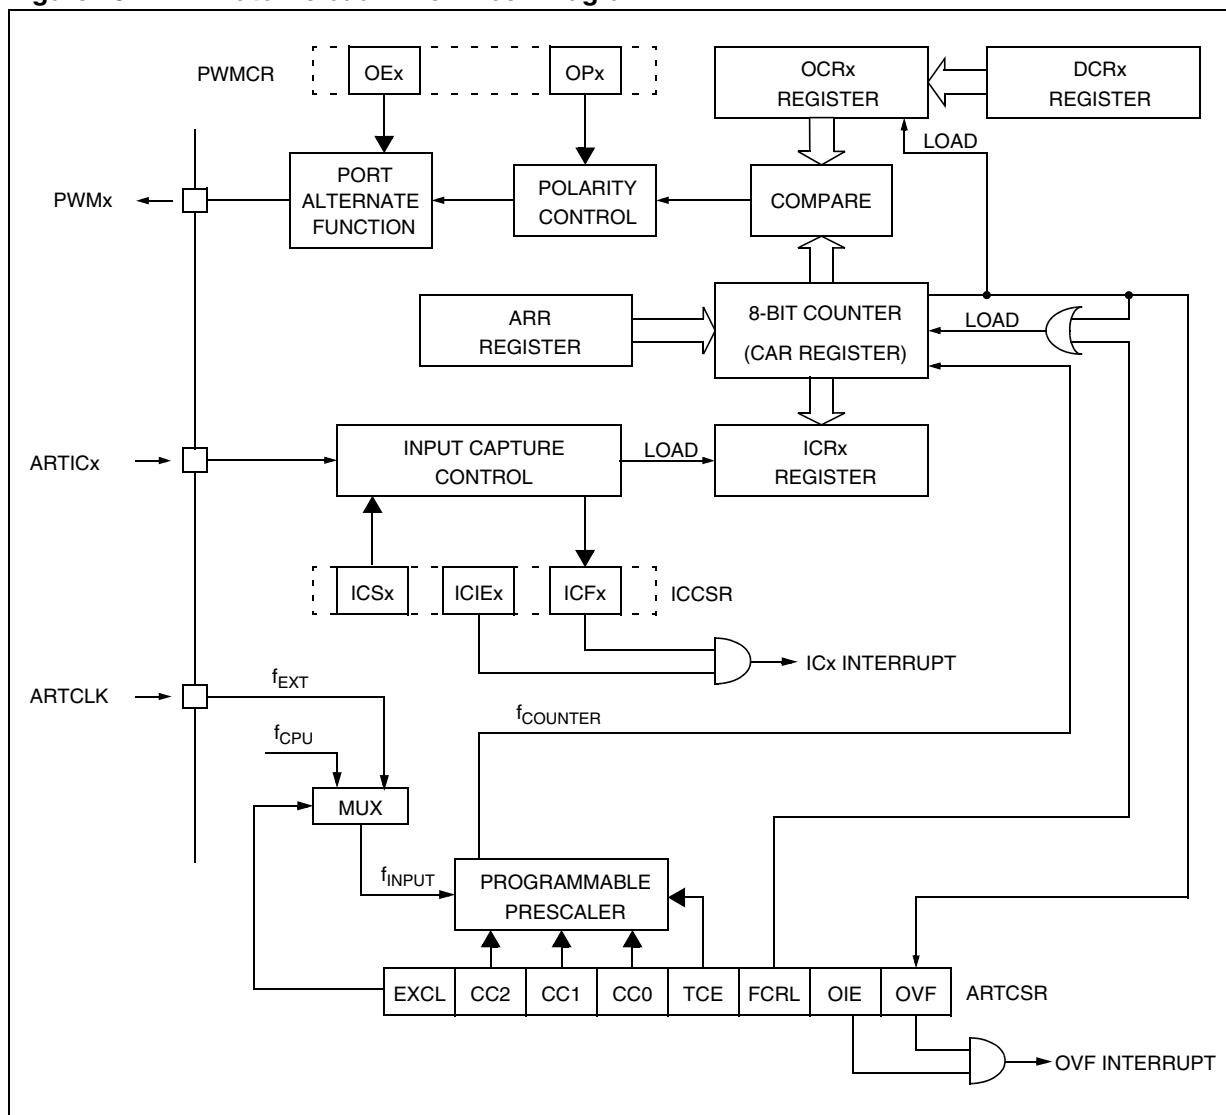 PWMCR
OEx
OPx
OCRx
REGISTER
DCRx
REGISTER
LOAD
PWMx
PORT
ALTERNATE
FUNCTION
POLARITY
CONTROL
COMPARE
ARR
REGISTER
8-BIT COUNTER
(CAR REGISTER)
LOAD
ARTICx
INPUT CAPTURE
CONTROL
LOAD
ICRx
REGISTER
ICSx
ICIEx
ICFx
ICCSR
ICx INTERRUPT
ARTCLK
fEXT
fCPU
fCOUNTER
MUX
fINPUT
PROGRAMMABLE
PRESCALER
EXCL
CC2
CC1
CC0
TCE
FCRL
OIE
OVF
ARTCSR
OVF INTERRUPT